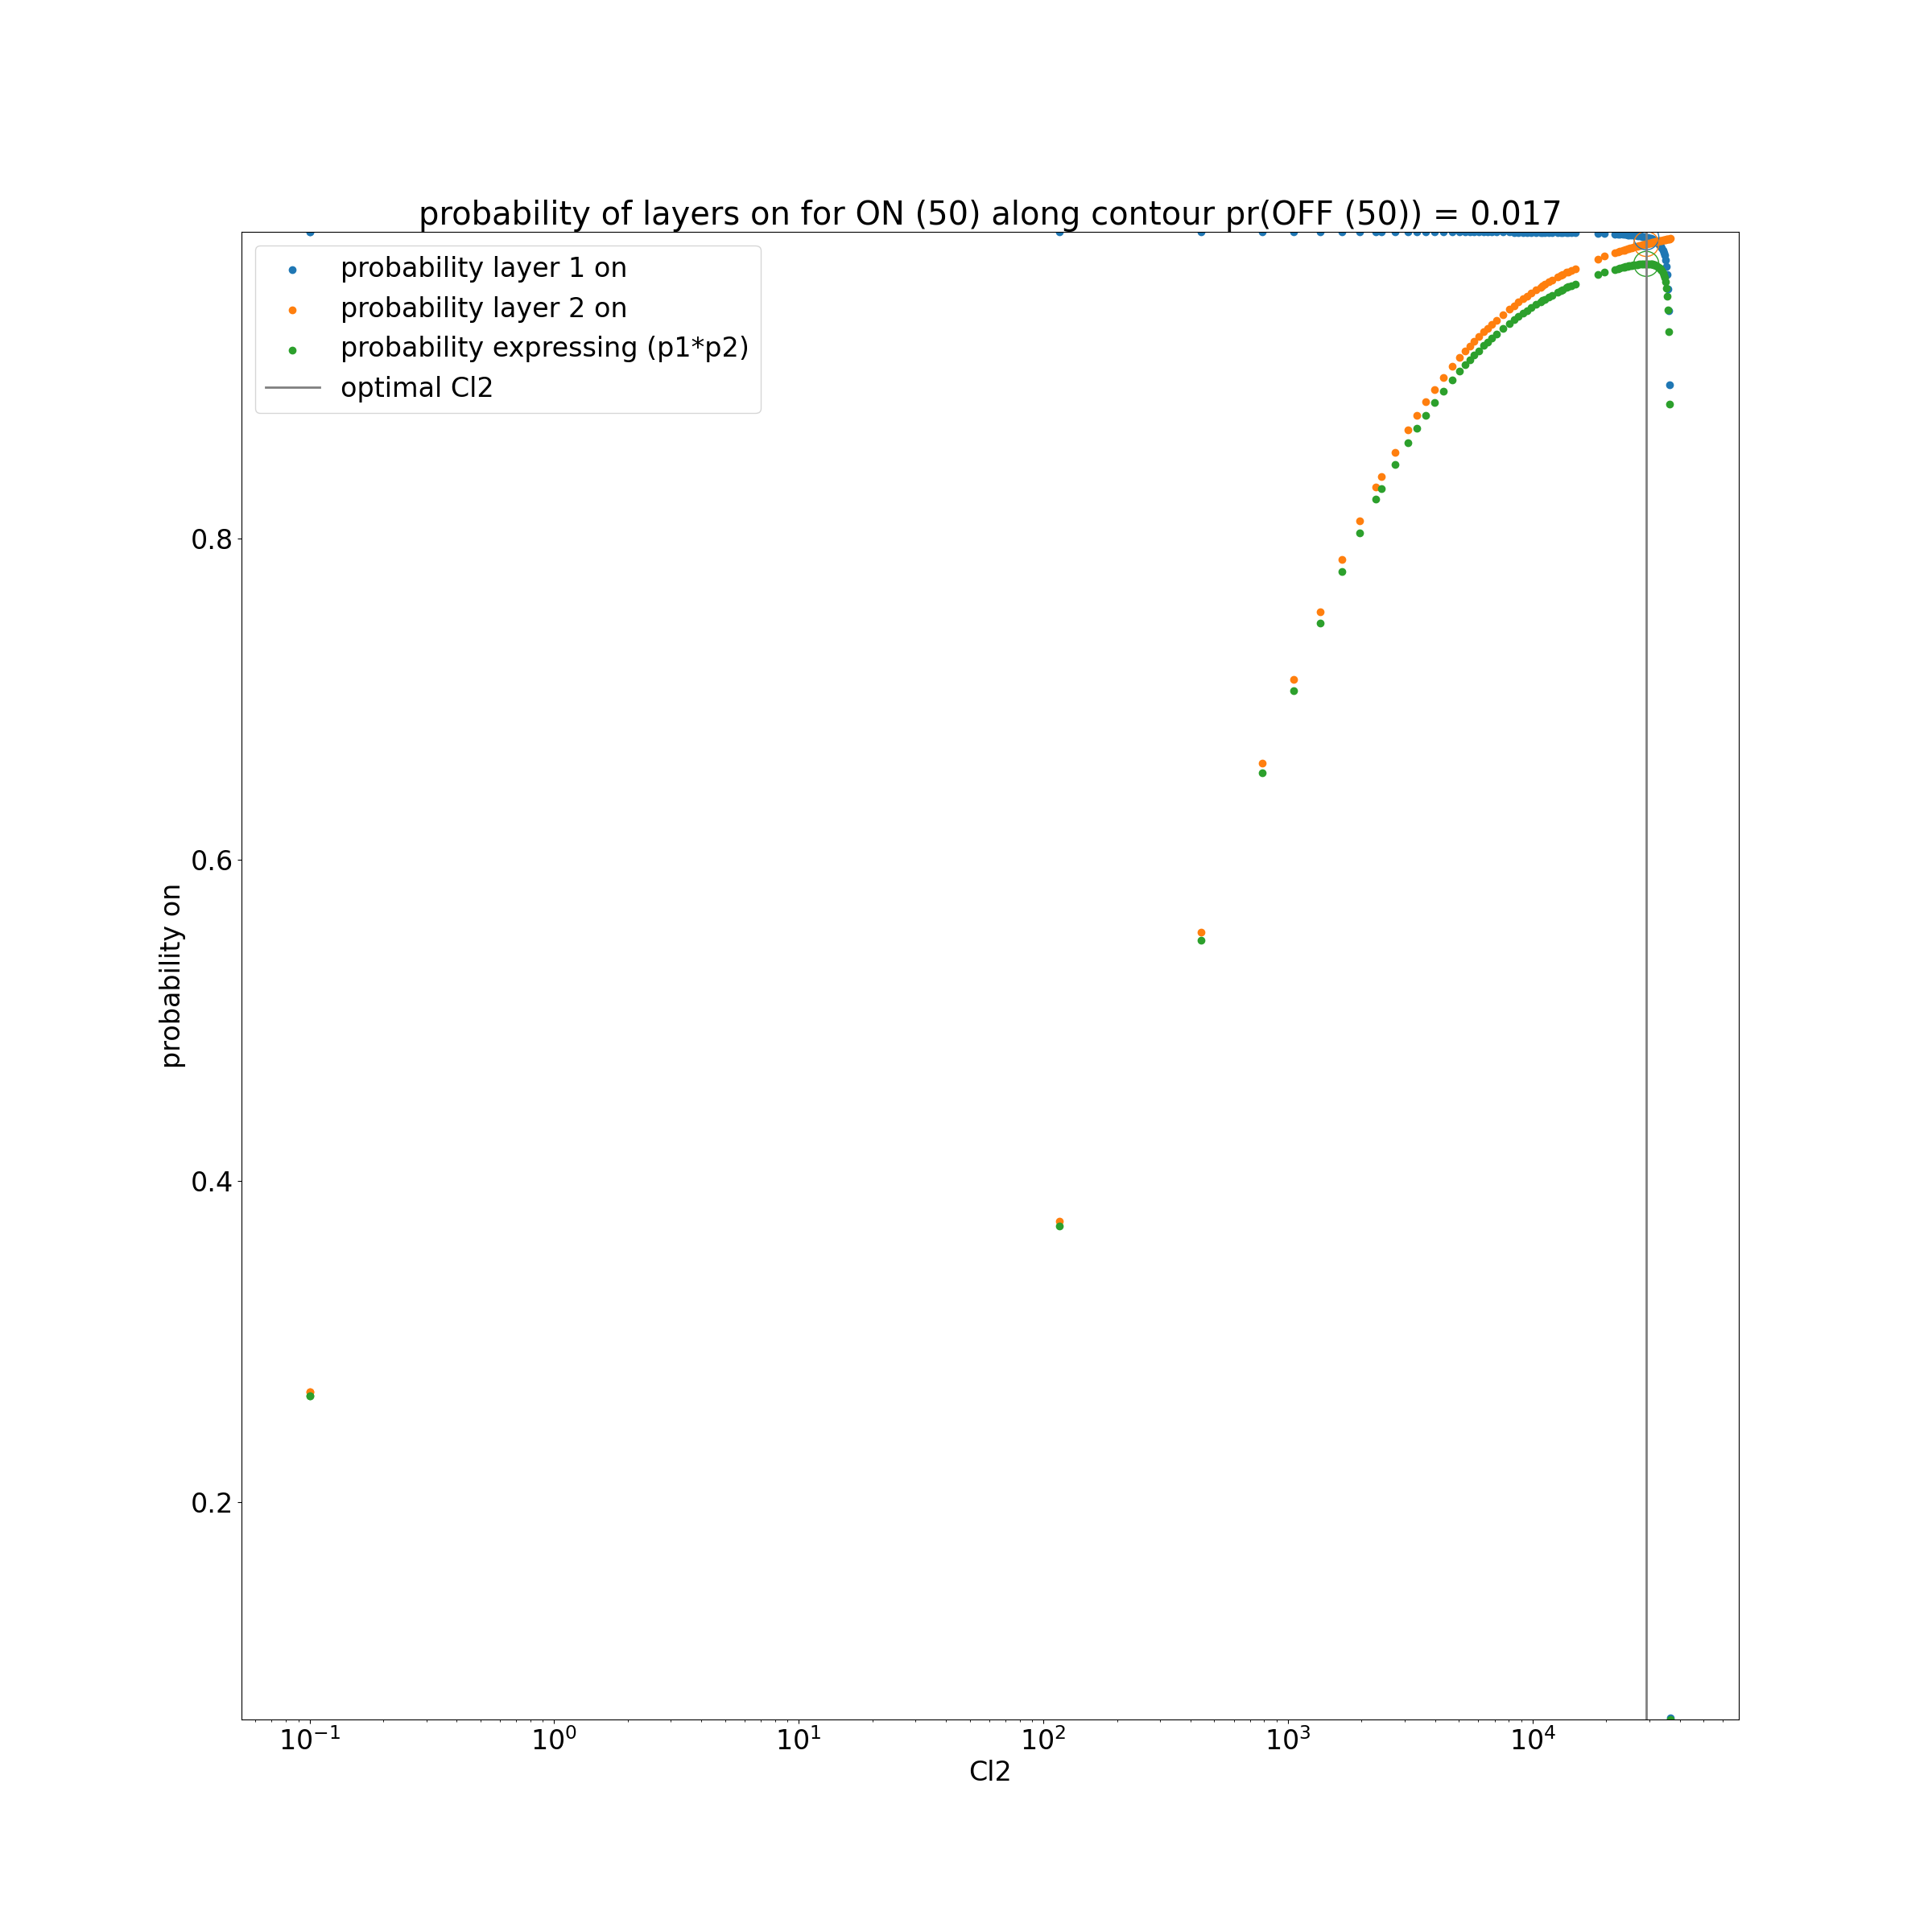 probability of layers on for ON (50) along contour pr(OFF (50)) = 0.017
probability layer 1 on
probability layer 2 on
probability expressing (p1*p2)
optimal Cl2
0.8
0.6
0.4
0.2
probability on
10⁻¹ 10⁰ 10¹ 10² 10³ 10⁴
Cl2